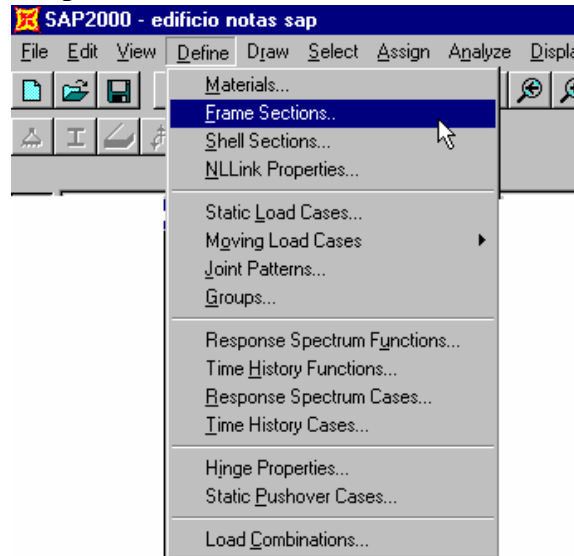 SAP2000 - edificio notas sap
File Edit View Define Draw Select Assign Analyze Displa
Materials...
Frame Sections..
Shell Sections...
NLLink Properties...
Static Load Cases...
Moving Load Cases
Joint Patterns...
Groups...
Response Spectrum Functions...
Time History Functions...
Response Spectrum Cases...
Time History Cases...
Hinge Properties...
Static Pushover Cases...
Load Combinations...